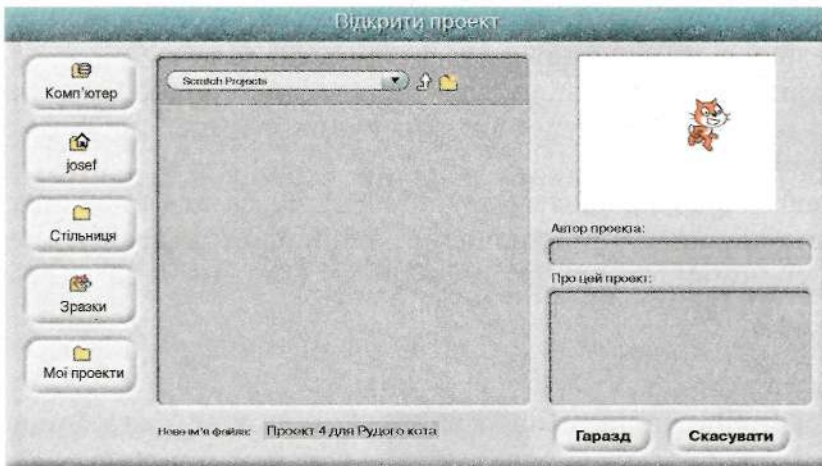 Відкрити проект
Комп'ютер
josef
Стільниця
Зразки
Мої проекти
Scratch Projects
Автор проекта:
Про цей проект:
Нове ім'я файла: Проект 4 для Рудого кота
Гаразд
Скасувати